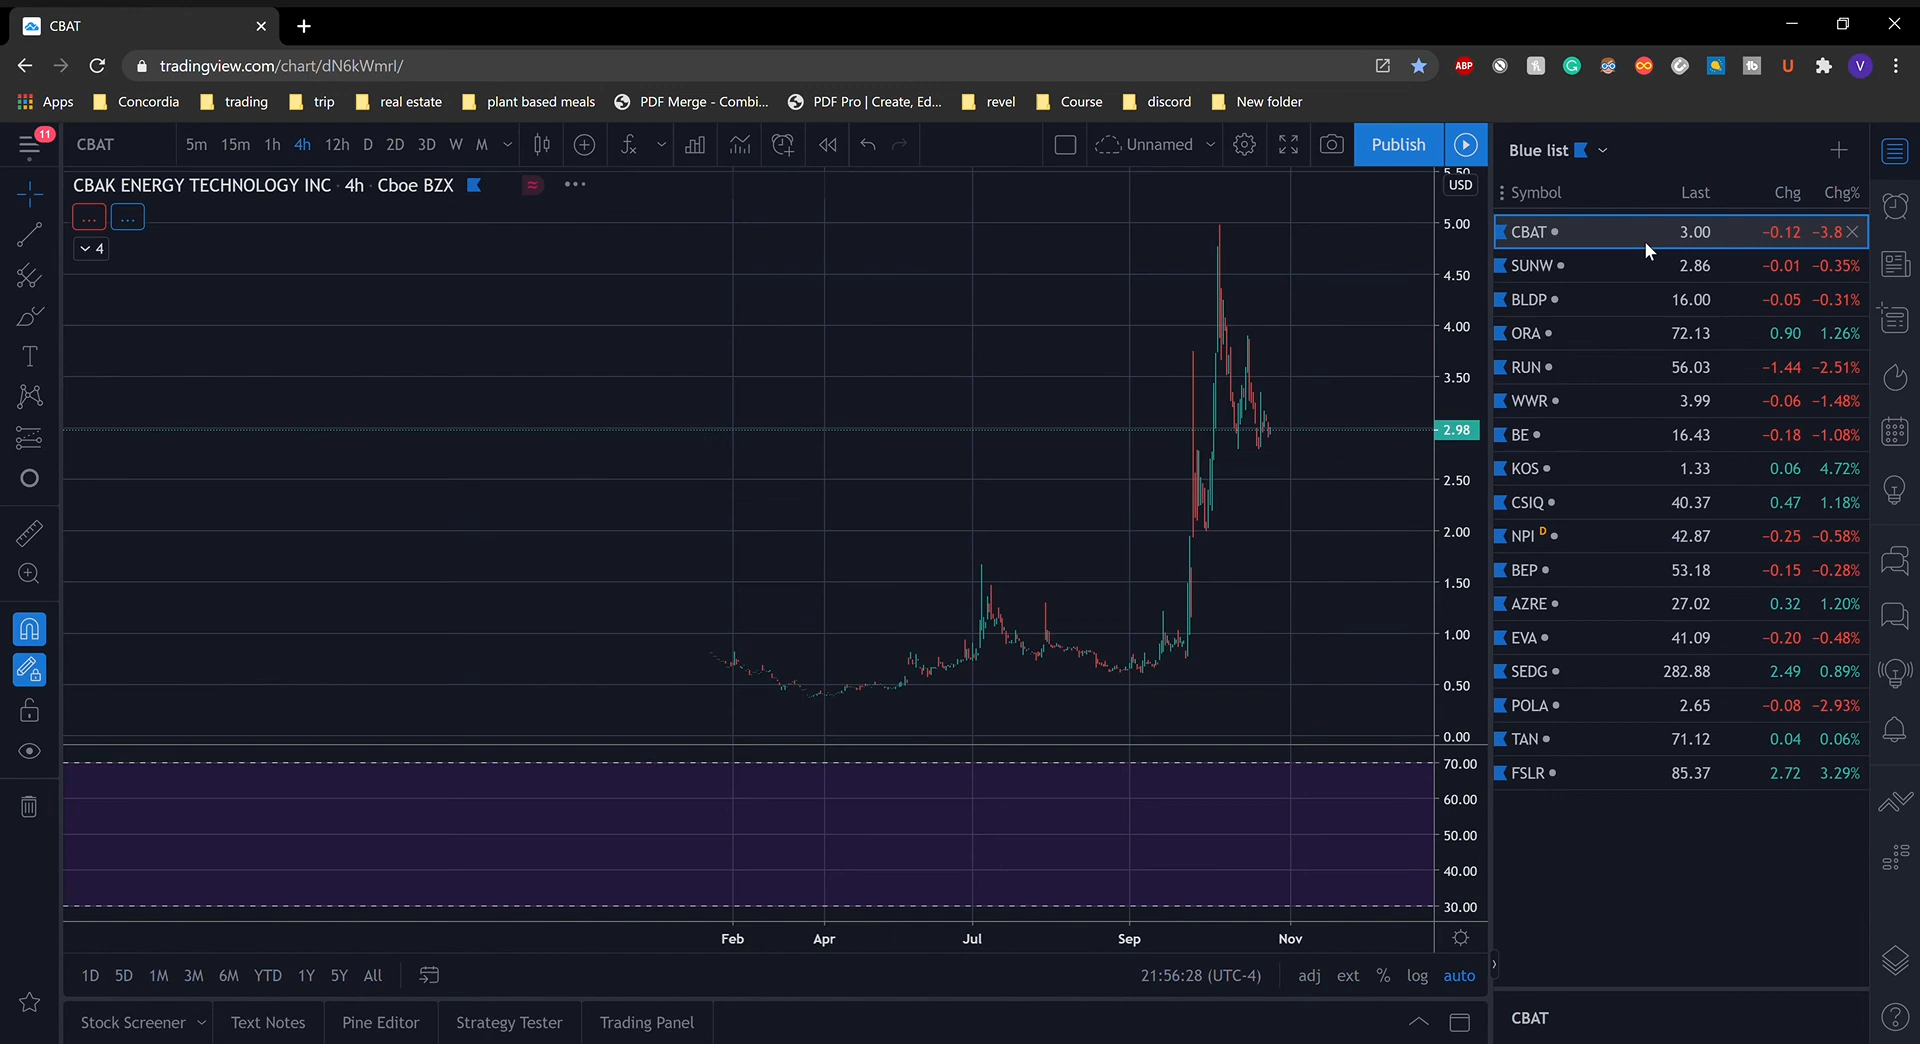 CBAT
tradingview.com/chart/dN6kWmrl/
ABP
V
Apps
Concordia
trading
trip
real estate
plant based meals
PDF Merge - Combi...
PDF Pro | Create, Ed...
revel
Course
discord
New folder
11
CBAT
5m 15m 1h 4h 12h D 2D 3D W M
Unnamed
Publish
Blue list
CBAK ENERGY TECHNOLOGY INC · 4h · Cboe BZX
USD
4
Symbol Last Chg Chg%
CBAT 3.00 −0.12 −3.8
SUNW 2.86 −0.01 −0.35%
BLDP 16.00 −0.05 −0.31%
ORA 72.13 0.90 1.26%
RUN 56.03 −1.44 −2.51%
WWR 3.99 −0.06 −1.48%
BE 16.43 −0.18 −1.08%
KOS 1.33 0.06 4.72%
CSIQ 40.37 0.47 1.18%
NPI D 42.87 −0.25 −0.58%
BEP 53.18 −0.15 −0.28%
AZRE 27.02 0.32 1.20%
EVA 41.09 −0.20 −0.48%
SEDG 282.88 2.49 0.89%
POLA 2.65 −0.08 −2.93%
TAN 71.12 0.04 0.06%
FSLR 85.37 2.72 3.29%
5.50
5.00
4.50
4.00
3.50
2.98
2.50
2.00
1.50
1.00
0.50
0.00
70.00
60.00
50.00
40.00
30.00
Feb Apr Jul Sep Nov
1D 5D 1M 3M 6M YTD 1Y 5Y All
21:56:28 (UTC-4)
adj ext % log auto
Stock Screener
Text Notes
Pine Editor
Strategy Tester
Trading Panel
CBAT